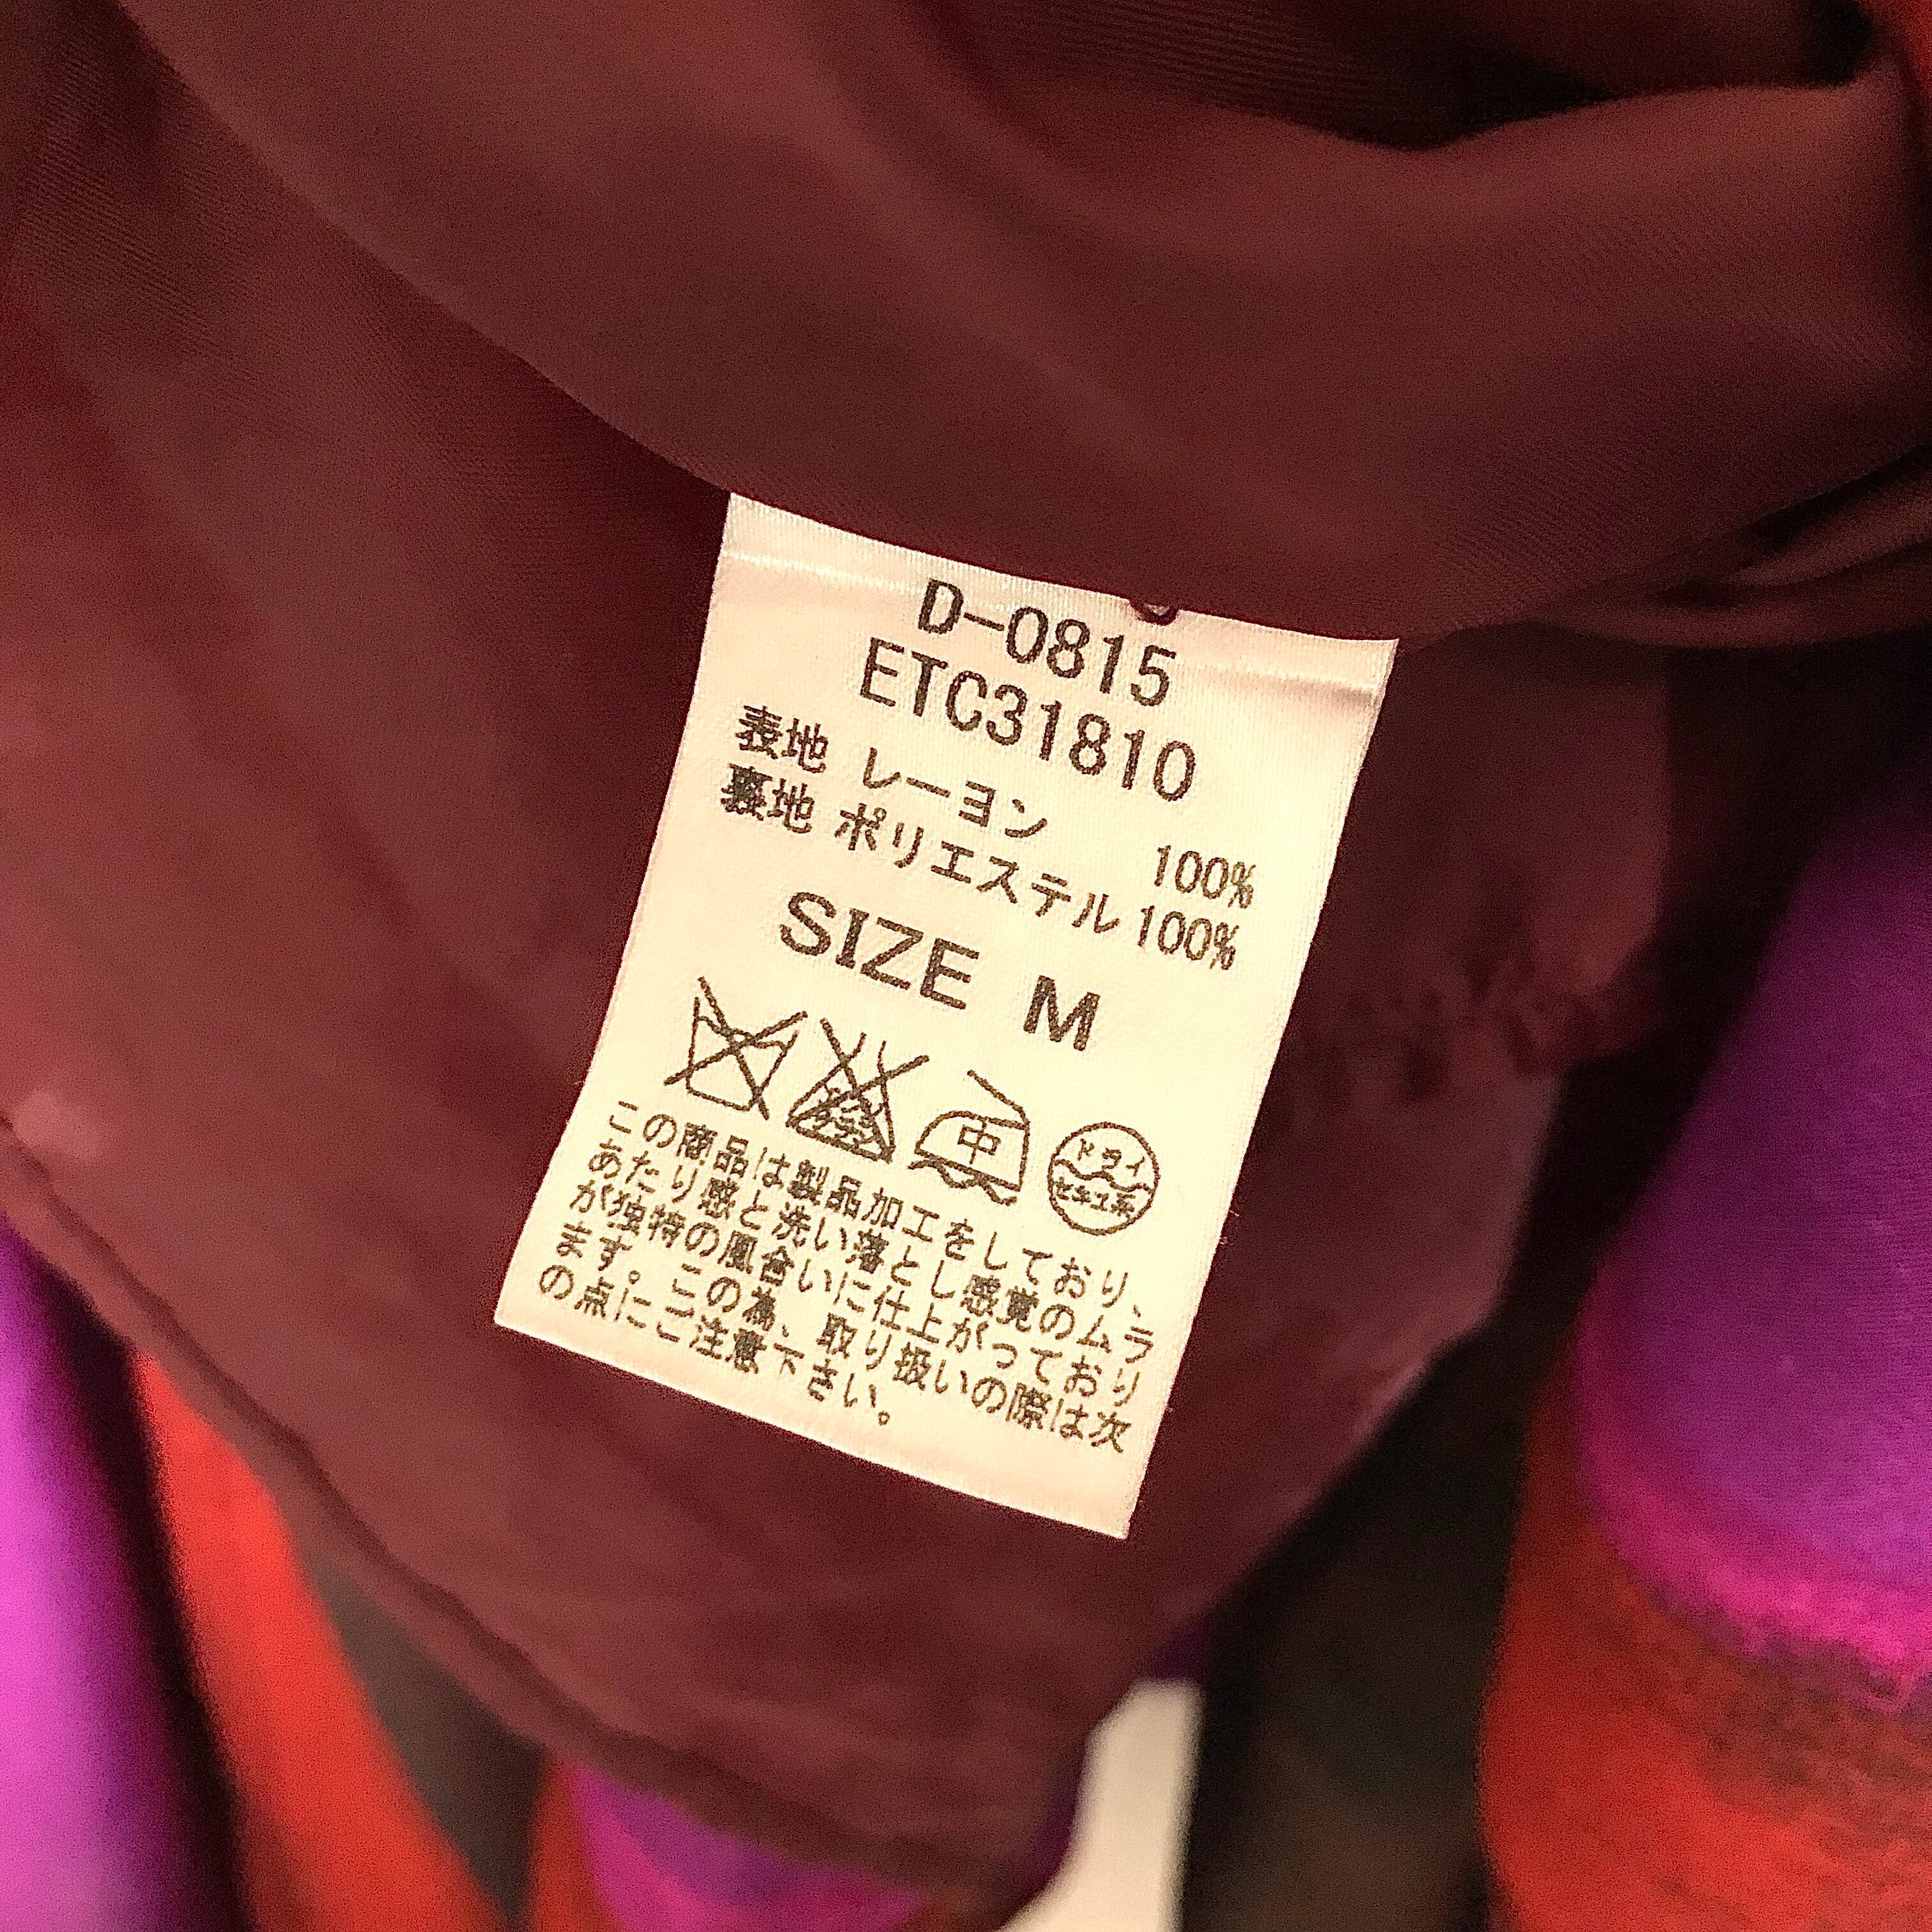 D-0815
ETC31810
表地 レーヨン 100%
裏地 ポリエステル 100%
SIZE M
中
ドライ
セキユ系
この商品は製品加工をしており、
あたり感と洗い落とし感覚のムラ
が独特の風合いに仕上がっており
ます。この為、取り扱いの際は次
の点にご注意下さい。